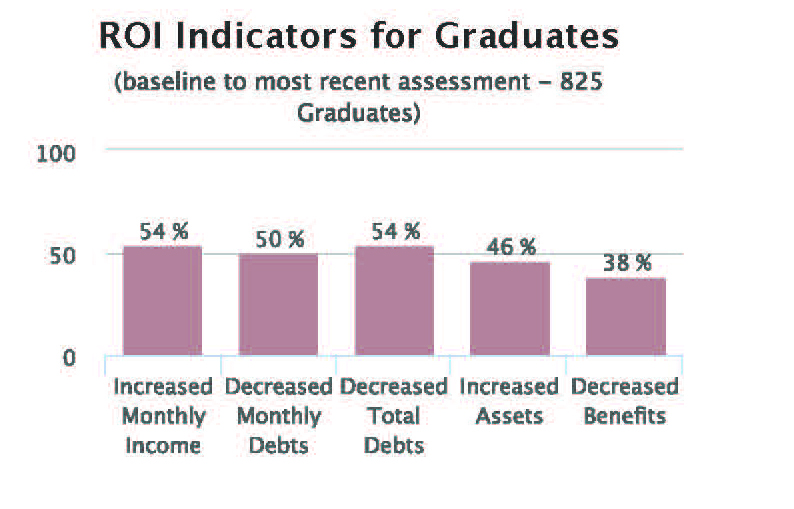 ROI Indicators for Graduates
(baseline to most recent assessment – 825
Graduates)
100
50
0
54 %
50 %
54 %
46 %
38 %
Increased
Monthly
Income
Decreased
Monthly
Debts
Decreased
Total
Debts
Increased
Assets
Decreased
Benefits